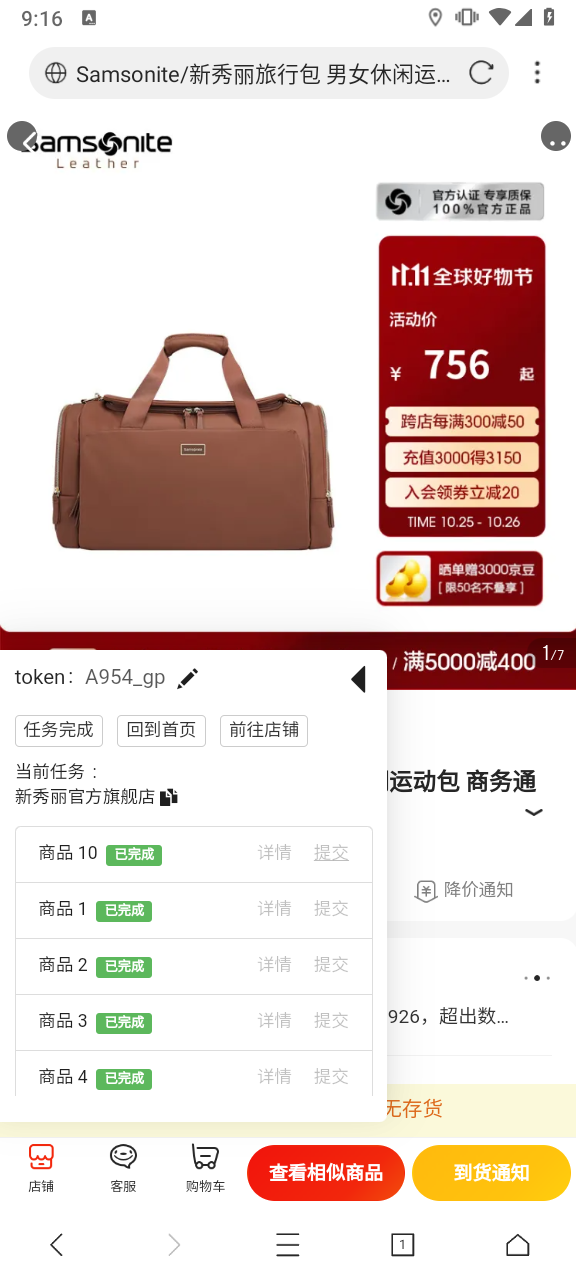 9:16
A
Samsonite/新秀丽旅行包 男女休闲运...
Samsonite
Leather
官方认证 专享质保
100%官方正品
11.11全球好物节
活动价
¥ 756 起
跨店每满300减50
充值3000得3150
入会领券立减20
TIME 10.25 - 10.26
晒单赠3000京豆
[ 限50名不叠享 ]
/ 满5000减400
1/7
token： A954_gp
任务完成 回到首页 前往店铺
当前任务：
新秀丽官方旗舰店
运动包 商务通
商品 10 已完成 详情 提交
降价通知
商品 1 已完成 详情 提交
商品 2 已完成 详情 提交
商品 3 已完成 详情 提交
926，超出数...
商品 4 已完成 详情 提交
无存货
店铺 客服 购物车 查看相似商品 到货通知
1